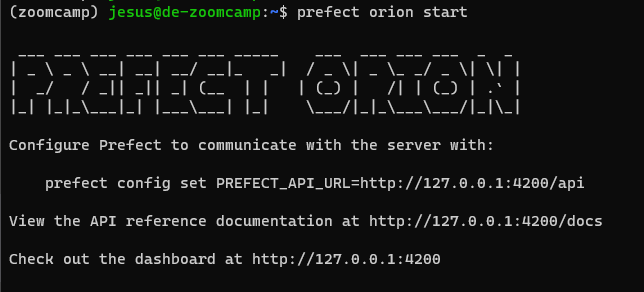 (zoomcamp) jesus@de-zoomcamp:~$ prefect orion start
 ___ ___ ___ ___ ___ ___ _____    ___  ___ ___ ___  _  _
| _ \ _ \ __| __| __/ __|_   _|  / _ \| _ \_ _/ _ \| \| |
|  _/   / _|| _|| _| (__  | |   | (_) |   /| | (_) | .` |
|_| |_|_\___|_| |___\___| |_|    \___/|_|_\___\___/|_|\_|
Configure Prefect to communicate with the server with:
prefect config set PREFECT_API_URL=http://127.0.0.1:4200/api
View the API reference documentation at http://127.0.0.1:4200/docs
Check out the dashboard at http://127.0.0.1:4200